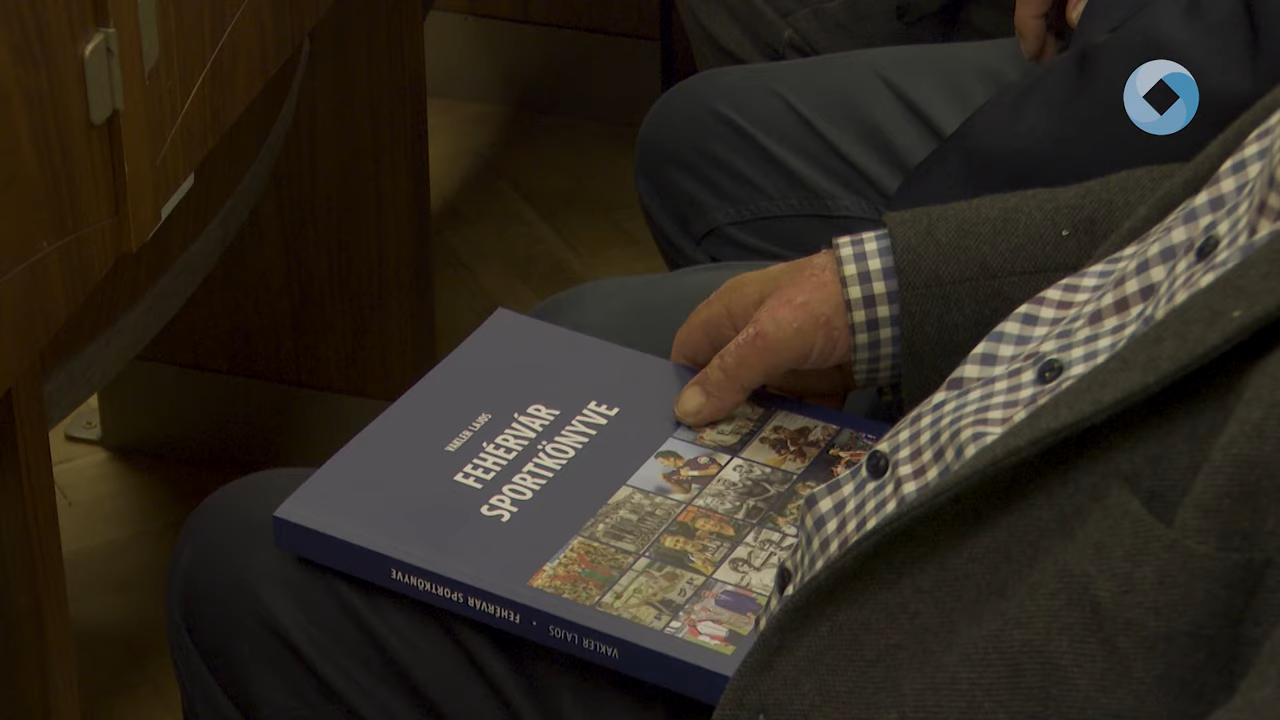 VAKLER LAJOS
FEHÉRVÁR
SPORTKÖNYVE
VAKLER LAJOS • FEHÉRVÁR SPORTKÖNYVE